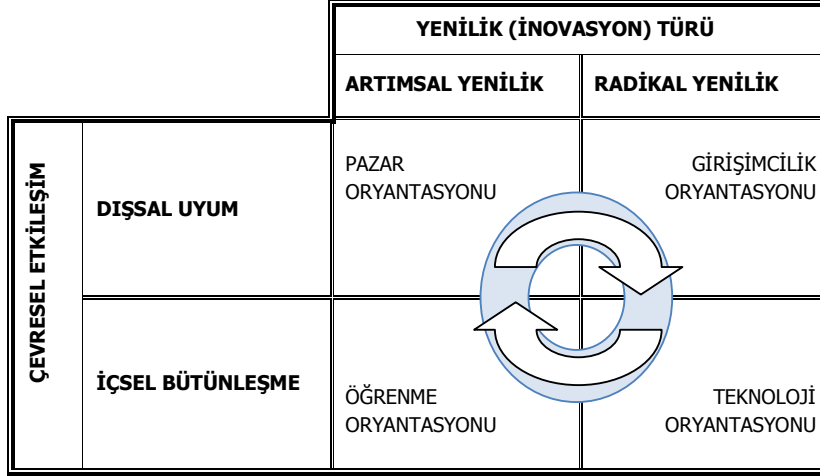 YENİLİK (İNOVASYON) TÜRÜ
ARTIMSAL YENİLİK
RADİKAL YENİLİK
ÇEVRESEL ETKİLEŞİM
DIŞSAL UYUM
PAZAR
ORYANTASYONU
GİRİŞİMCİLİK
ORYANTASYONU
İÇSEL BÜTÜNLEŞME
ÖĞRENME
ORYANTASYONU
TEKNOLOJİ
ORYANTASYONU